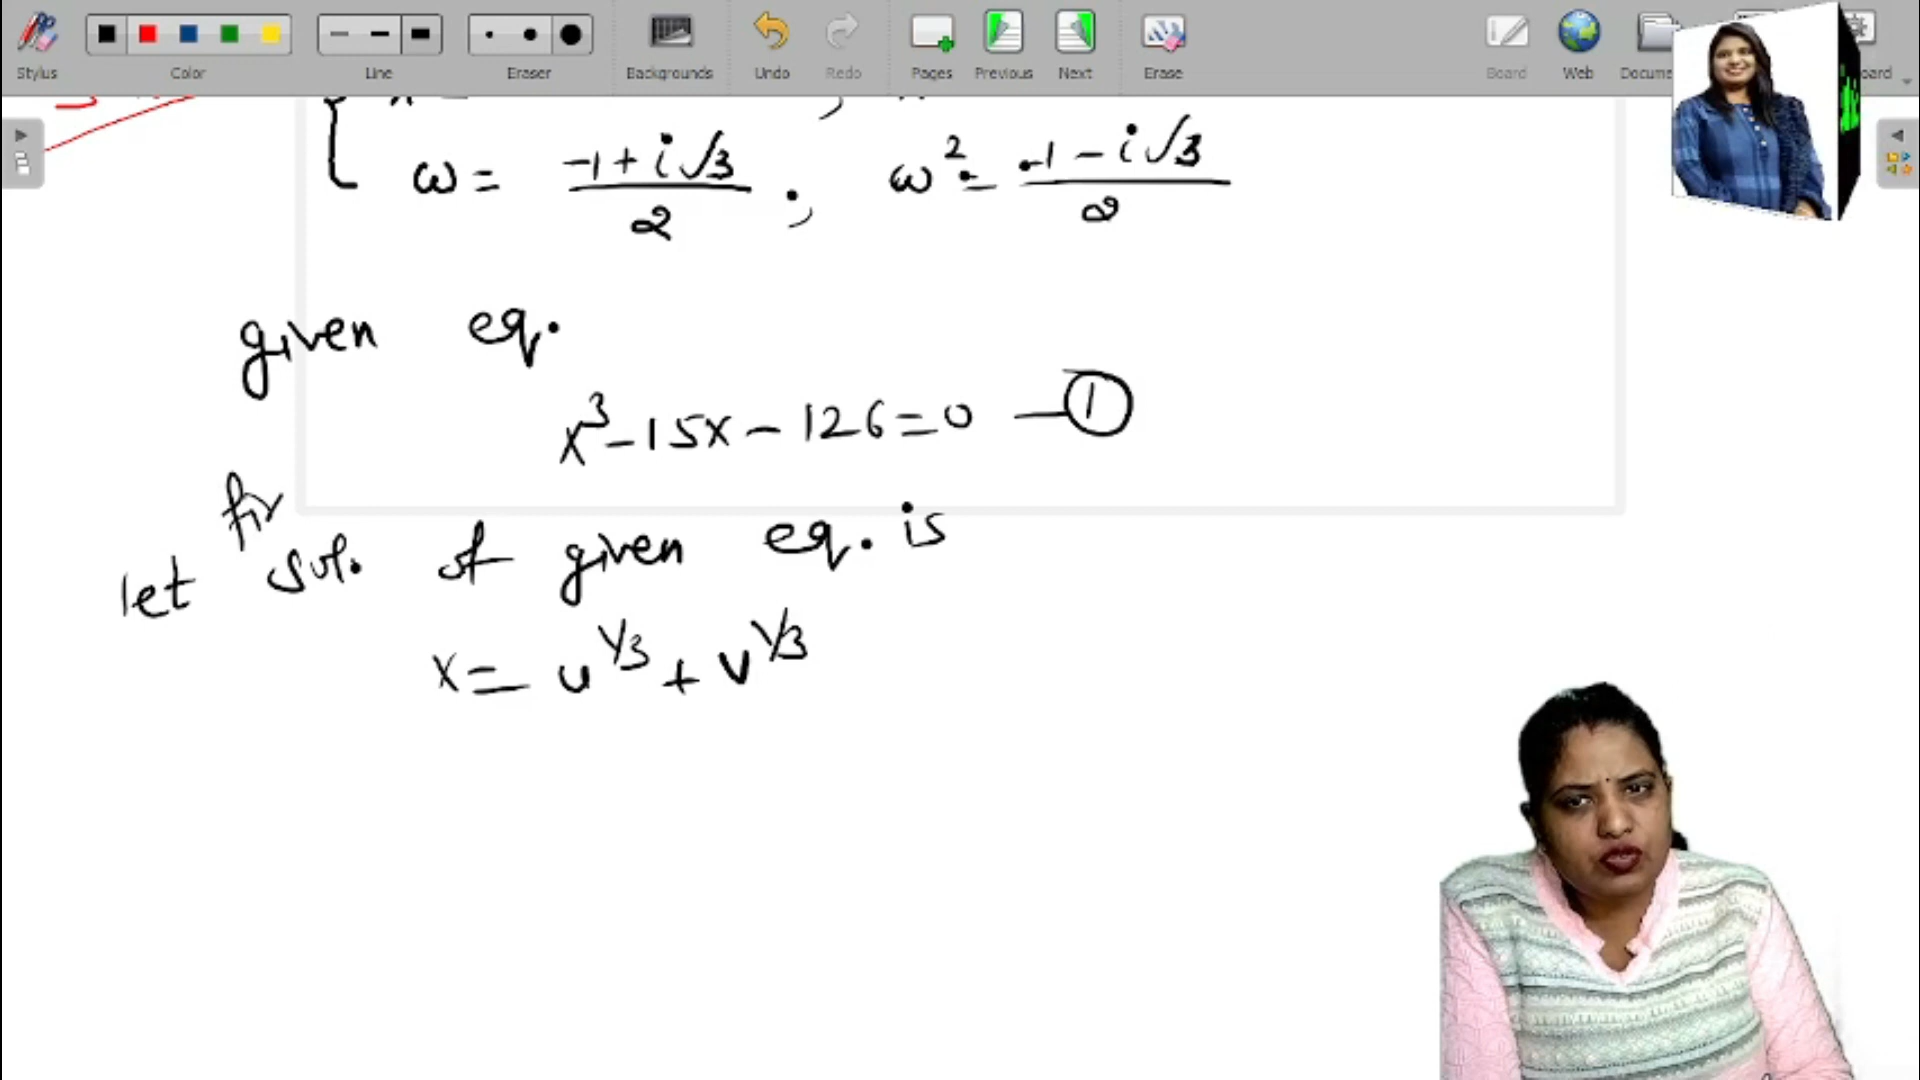 Stylus Color Line Eraser Backgrounds Undo Redo Pages Previous Next Erase Board Web
ω = -1 + i√3 / 2 ; ω² = -1 - i√3 / 2
given eq.
x³ - 15x - 126 = 0 — ①
let sol. of given eq. is
x = u^1/3 + v^1/3